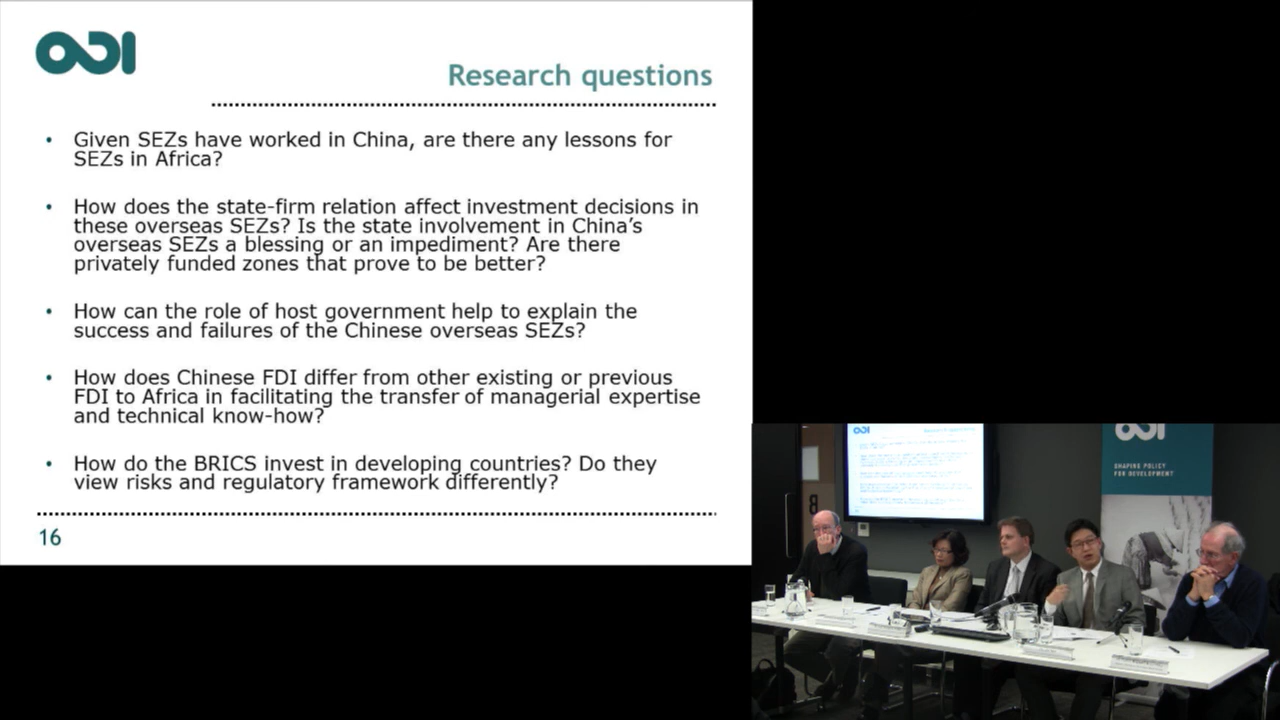 ODI
Research questions
• Given SEZs have worked in China, are there any lessons for
SEZs in Africa?
• How does the state-firm relation affect investment decisions in
these overseas SEZs? Is the state involvement in China's
overseas SEZs a blessing or an impediment? Are there
privately funded zones that prove to be better?
• How can the role of host government help to explain the
success and failures of the Chinese overseas SEZs?
• How does Chinese FDI differ from other existing or previous
FDI to Africa in facilitating the transfer of managerial expertise
and technical know-how?
• How do the BRICS invest in developing countries? Do they
view risks and regulatory framework differently?
16
ODI
ODI
SHAPING POLICY
FOR DEVELOPMENT
8